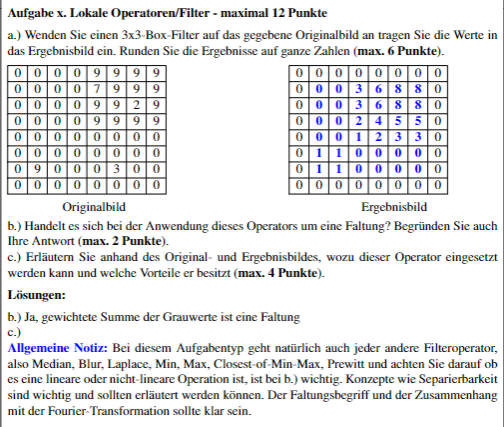 Aufgabe x. Lokale Operatoren/Filter - maximal 12 Punkte
a.) Wenden Sie einen 3x3-Box-Filter auf das gegebene Originalbild an tragen Sie die Werte in
das Ergebnisbild ein. Runden Sie die Ergebnisse auf ganze Zahlen (max. 6 Punkte).
0 0 0 0 9 9 9 9 0 0 0 0 0 0 0 0
0 0 0 0 7 9 9 9 0 0 0 3 6 8 8 0
0 0 0 0 9 9 2 9 0 0 0 3 6 8 8 0
0 0 0 0 9 9 9 9 0 0 0 2 4 5 5 0
0 0 0 0 0 0 0 0 0 0 0 1 2 3 3 0
0 0 0 0 0 0 0 0 0 1 1 0 0 0 0 0
0 9 0 0 0 3 0 0 0 1 1 0 0 0 0 0
0 0 0 0 0 0 0 0 0 0 0 0 0 0 0 0
Originalbild Ergebnisbild
b.) Handelt es sich bei der Anwendung dieses Operators um eine Faltung? Begründen Sie auch
Ihre Antwort (max. 2 Punkte).
c.) Erläutern Sie anhand des Original- und Ergebnisbildes, wozu dieser Operator eingesetzt
werden kann und welche Vorteile er besitzt (max. 4 Punkte).
Lösungen:
b.) Ja, gewichtete Summe der Grauwerte ist eine Faltung
c.)
Allgemeine Notiz: Bei diesem Aufgabentyp geht natürlich auch jeder andere Filteroperator,
also Median, Blur, Laplace, Min, Max, Closest-of-Min-Max, Prewitt und achten Sie darauf ob
es eine lineare oder nicht-lineare Operation ist, ist bei b.) wichtig. Konzepte wie Separierbarkeit
sind wichtig und sollten erläutert werden können. Der Faltungsbegriff und der Zusammenhang
mit der Fourier-Transformation sollte klar sein.